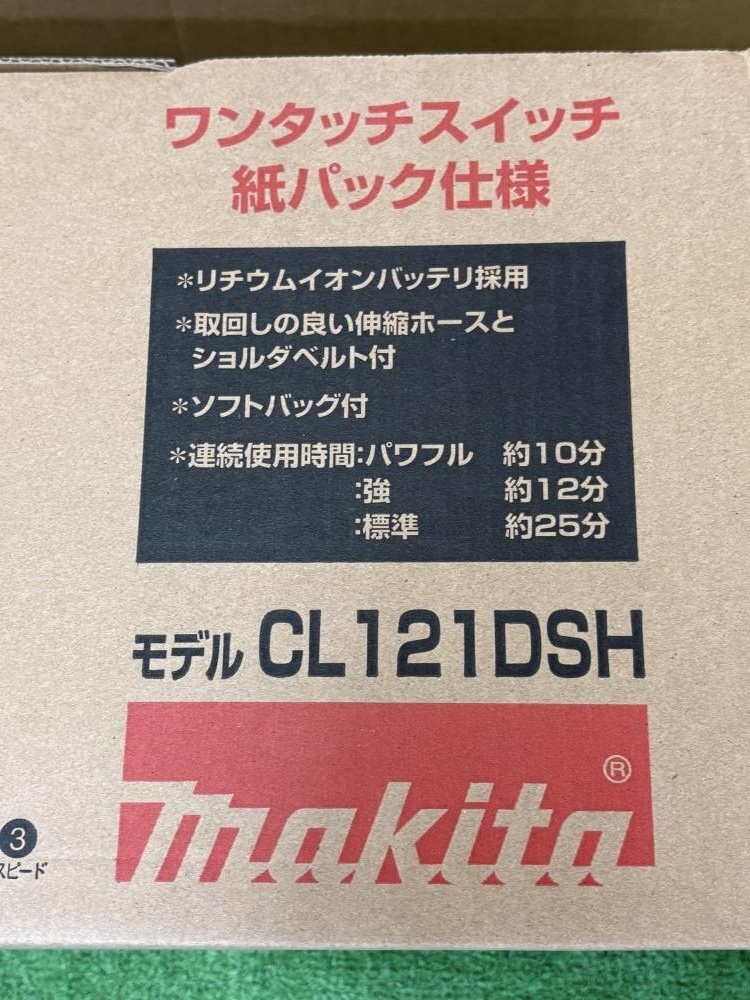 ワンタッチスイッチ
紙パック仕様
＊リチウムイオンバッテリ採用
＊取回しの良い伸縮ホースと
ショルダベルト付
＊ソフトバッグ付
＊連続使用時間:パワフル 約10分
:強 約12分
:標準 約25分
モデル CL121DSH
makita®
3
スピード